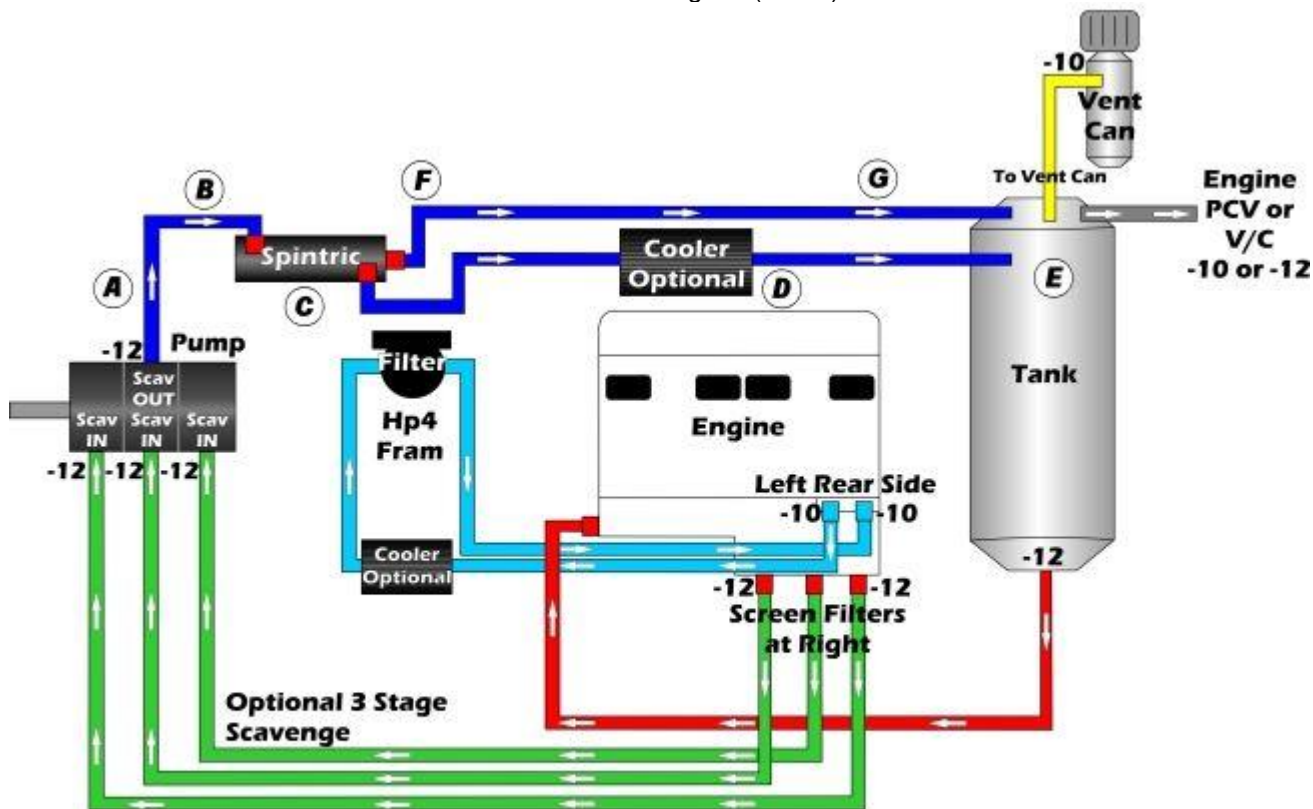 -10
Vent
Can
B
F
G
To Vent Can
Engine
PCV or
V/C
-10 or -12
Spintric
Cooler
Optional
A
C
D
E
-12
Pump
Scav
OUT
Scav
IN
Scav
IN
Scav
IN
-12
-12
-12
Filter
Hp4
Fram
Engine
Tank
Left Rear Side
-10
-10
Cooler
Optional
-12
-12
-12
Screen Filters
at Right
Optional 3 Stage
Scavenge